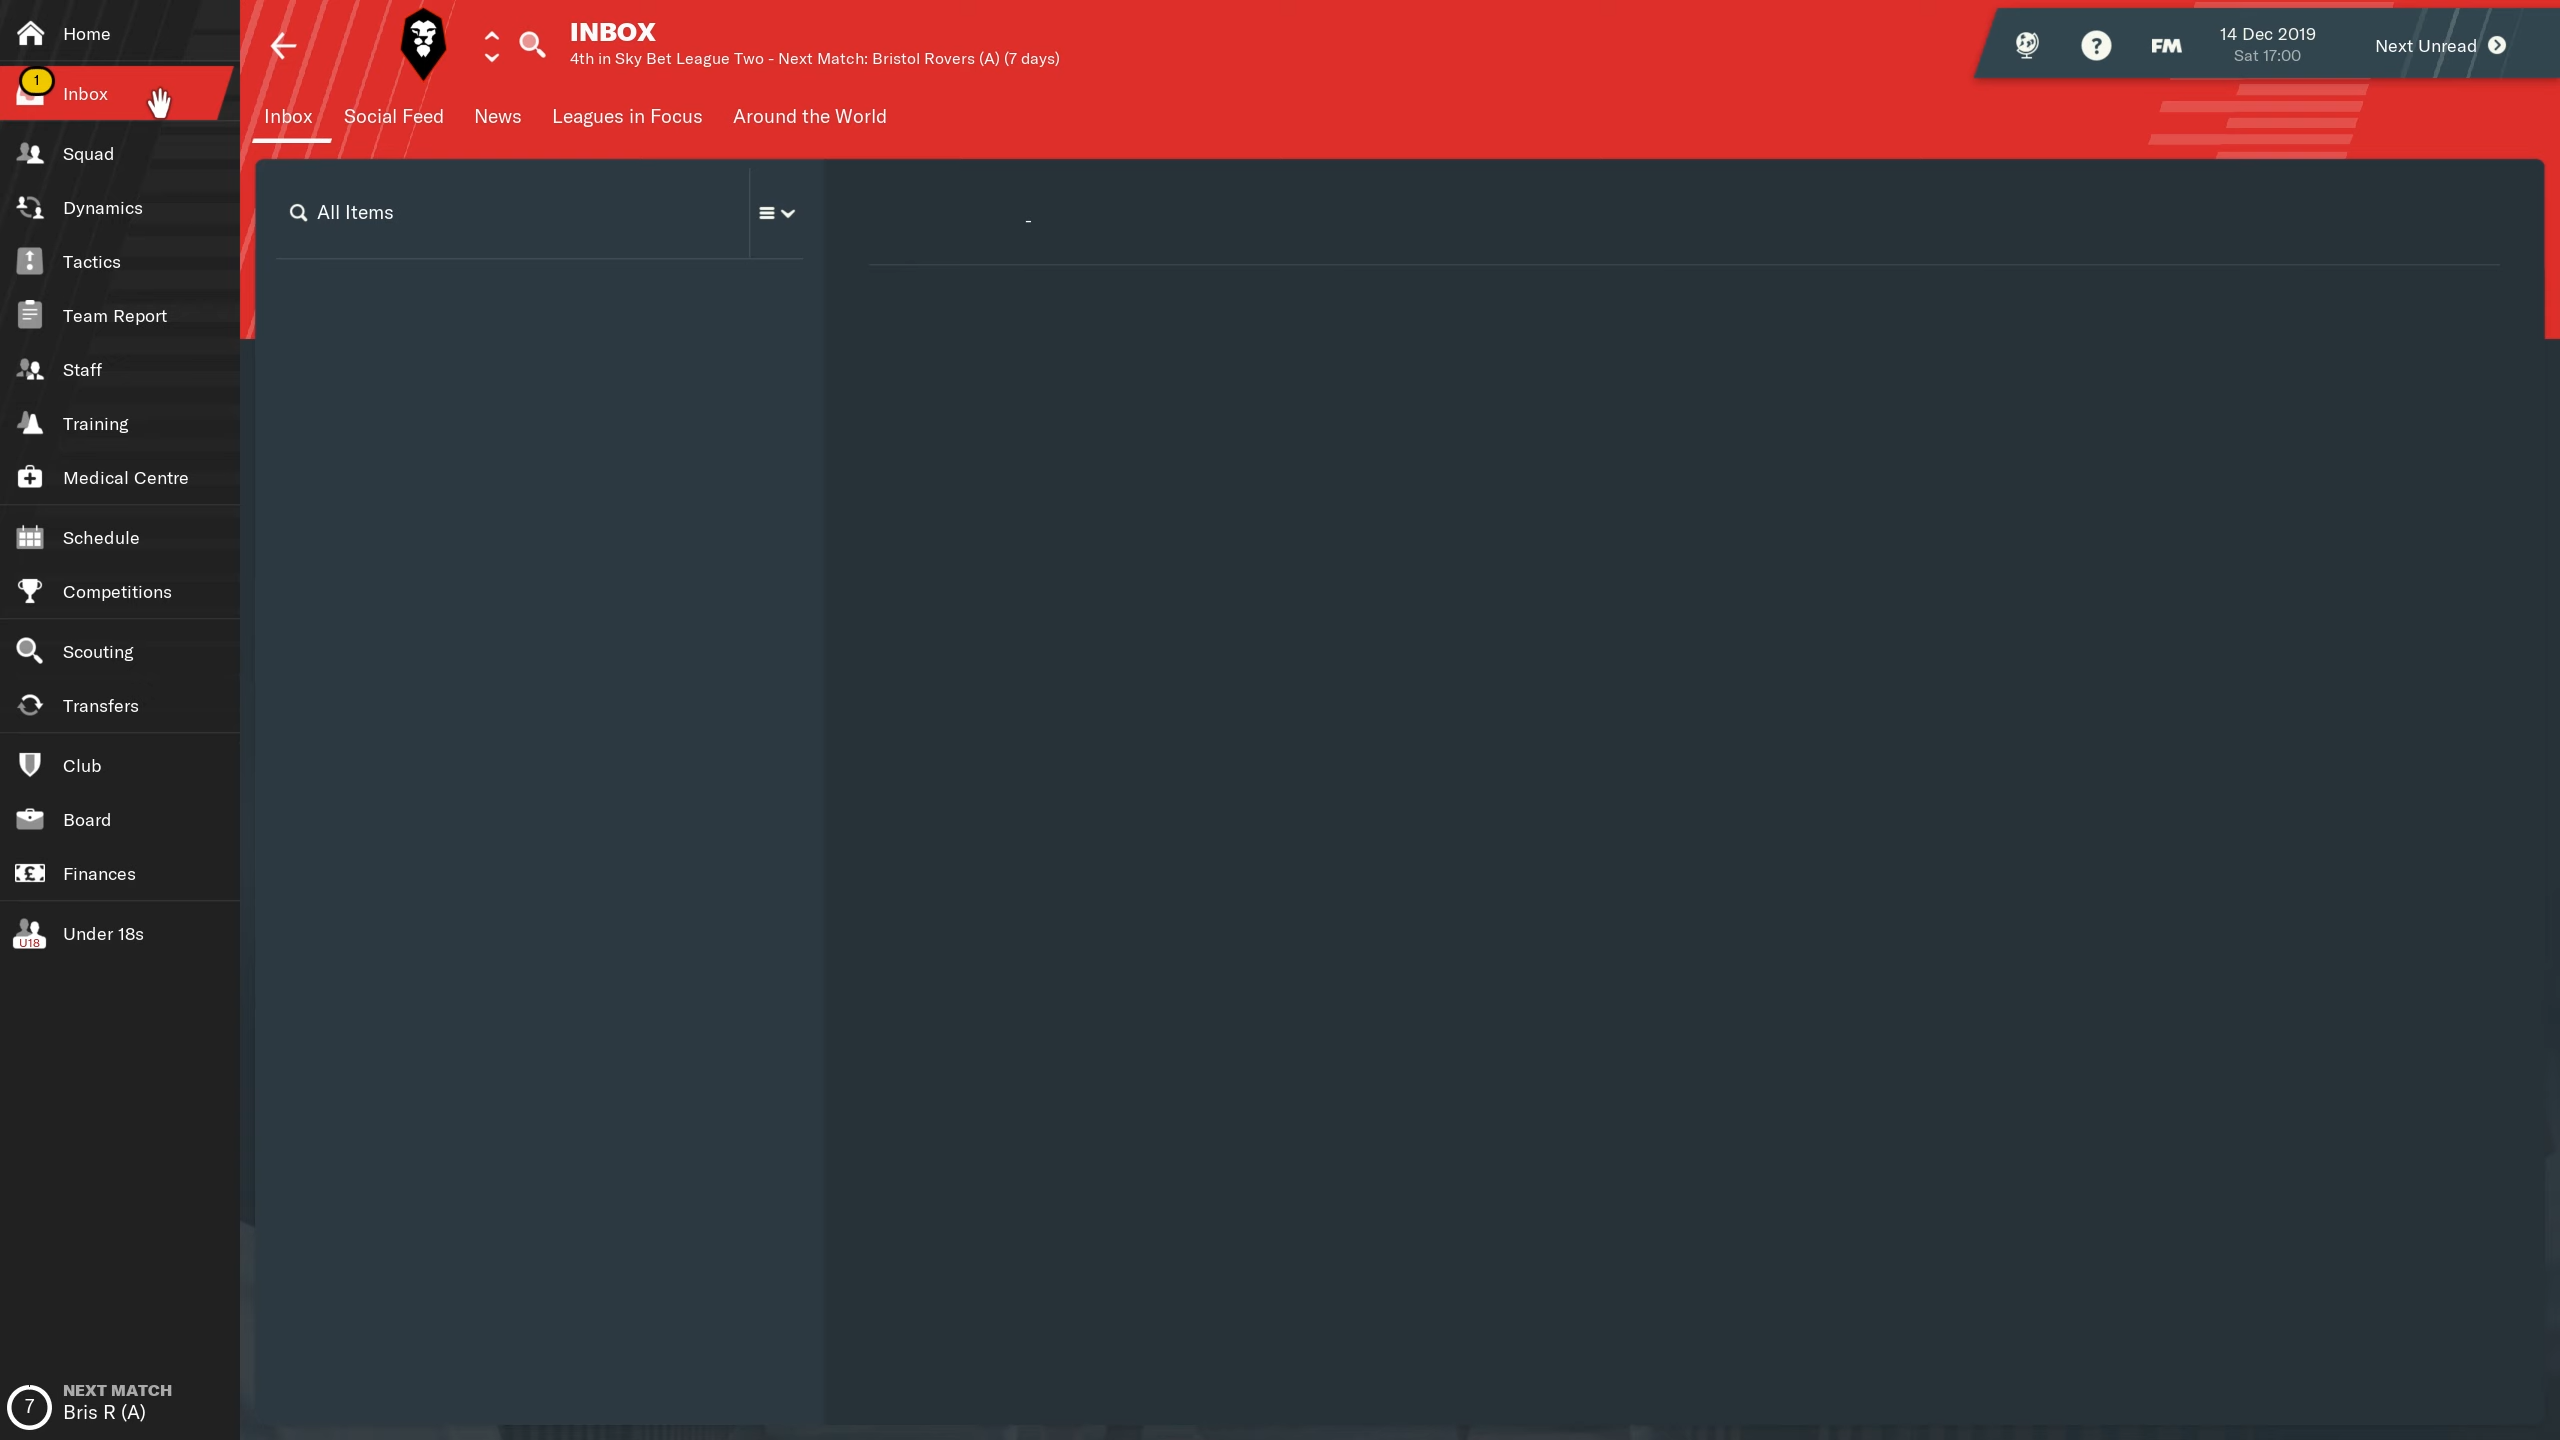 Home
1
Inbox
Squad
Dynamics
Tactics
Team Report
Staff
Training
Medical Centre
Schedule
Competitions
Scouting
Transfers
Club
Board
Finances
U18
Under 18s
7
NEXT MATCH
Bris R (A)
INBOX
4th in Sky Bet League Two - Next Match: Bristol Rovers (A) (7 days)
?
FM
14 Dec 2019
Sat 17:00
Next Unread
Inbox
Social Feed
News
Leagues in Focus
Around the World
All Items
-